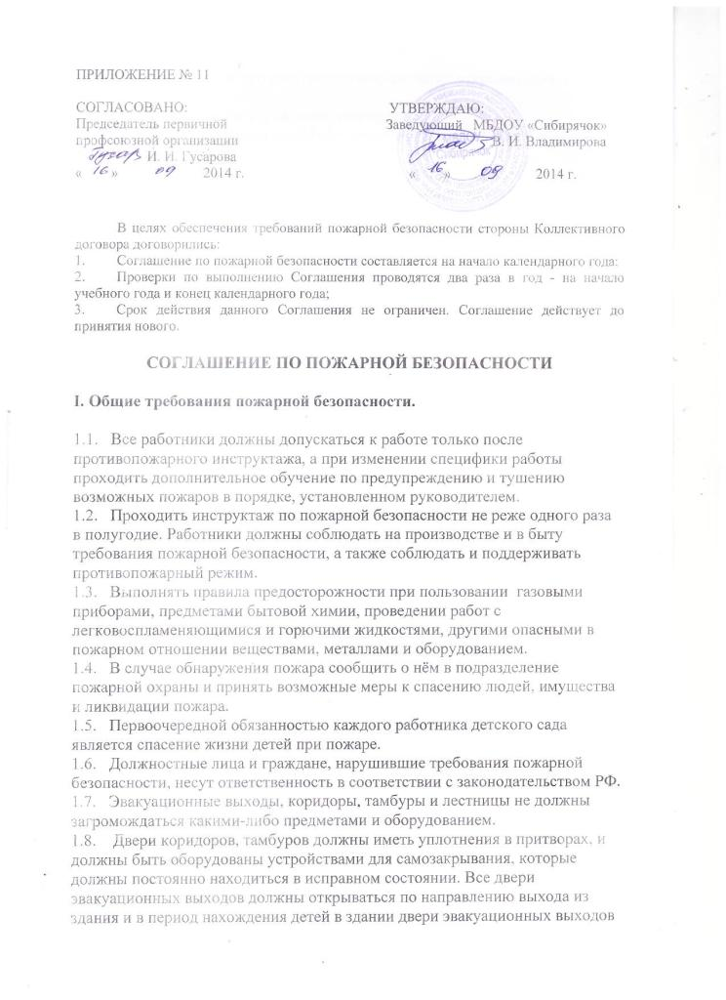 ПРИЛОЖЕНИЕ № 11
СОГЛАСОВАНО: УТВЕРЖДАЮ:
Председатель первичной Заведующий МБДОУ «Сибирячок»
профсоюзной организации В. И. Владимирова
И. И. Гусарова
« 16 » 09 2014 г. « 16 » 09 2014 г.
Сибирячок
В целях обеспечения требований пожарной безопасности стороны Коллективного
договора договорились:
1. Соглашение по пожарной безопасности составляется на начало календарного года;
2. Проверки по выполнению Соглашения проводятся два раза в год - на начало
учебного года и конец календарного года;
3. Срок действия данного Соглашения не ограничен. Соглашение действует до
принятия нового.
СОГЛАШЕНИЕ ПО ПОЖАРНОЙ БЕЗОПАСНОСТИ
I. Общие требования пожарной безопасности.
1.1. Все работники должны допускаться к работе только после
противопожарного инструктажа, а при изменении специфики работы
проходить дополнительное обучение по предупреждению и тушению
возможных пожаров в порядке, установленном руководителем.
1.2. Проходить инструктаж по пожарной безопасности не реже одного раза
в полугодие. Работники должны соблюдать на производстве и в быту
требования пожарной безопасности, а также соблюдать и поддерживать
противопожарный режим.
1.3. Выполнять правила предосторожности при пользовании газовыми
приборами, предметами бытовой химии, проведении работ с
легковоспламеняющимися и горючими жидкостями, другими опасными в
пожарном отношении веществами, металлами и оборудованием.
1.4. В случае обнаружения пожара сообщить о нём в подразделение
пожарной охраны и принять возможные меры к спасению людей, имущества
и ликвидации пожара.
1.5. Первоочередной обязанностью каждого работника детского сада
является спасение жизни детей при пожаре.
1.6. Должностные лица и граждане, нарушившие требования пожарной
безопасности, несут ответственность в соответствии с законодательством РФ.
1.7. Эвакуационные выходы, коридоры, тамбуры и лестницы не должны
загромождаться какими-либо предметами и оборудованием.
1.8. Двери коридоров, тамбуров должны иметь уплотнения в притворах, и
должны быть оборудованы устройствами для самозакрывания, которые
должны постоянно находиться в исправном состоянии. Все двери
эвакуационных выходов должны открываться по направлению выхода из
здания и в период нахождения детей в здании двери эвакуационных выходов